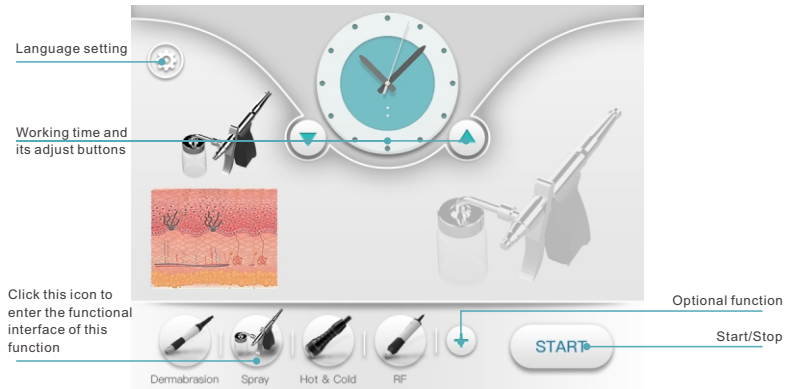 Language setting
Working time and
its adjust buttons
Click this icon to
enter the functional
interface of this
function
Optional function
Start/Stop
START
Dermabrasion
Spray
Hot & Cold
RF